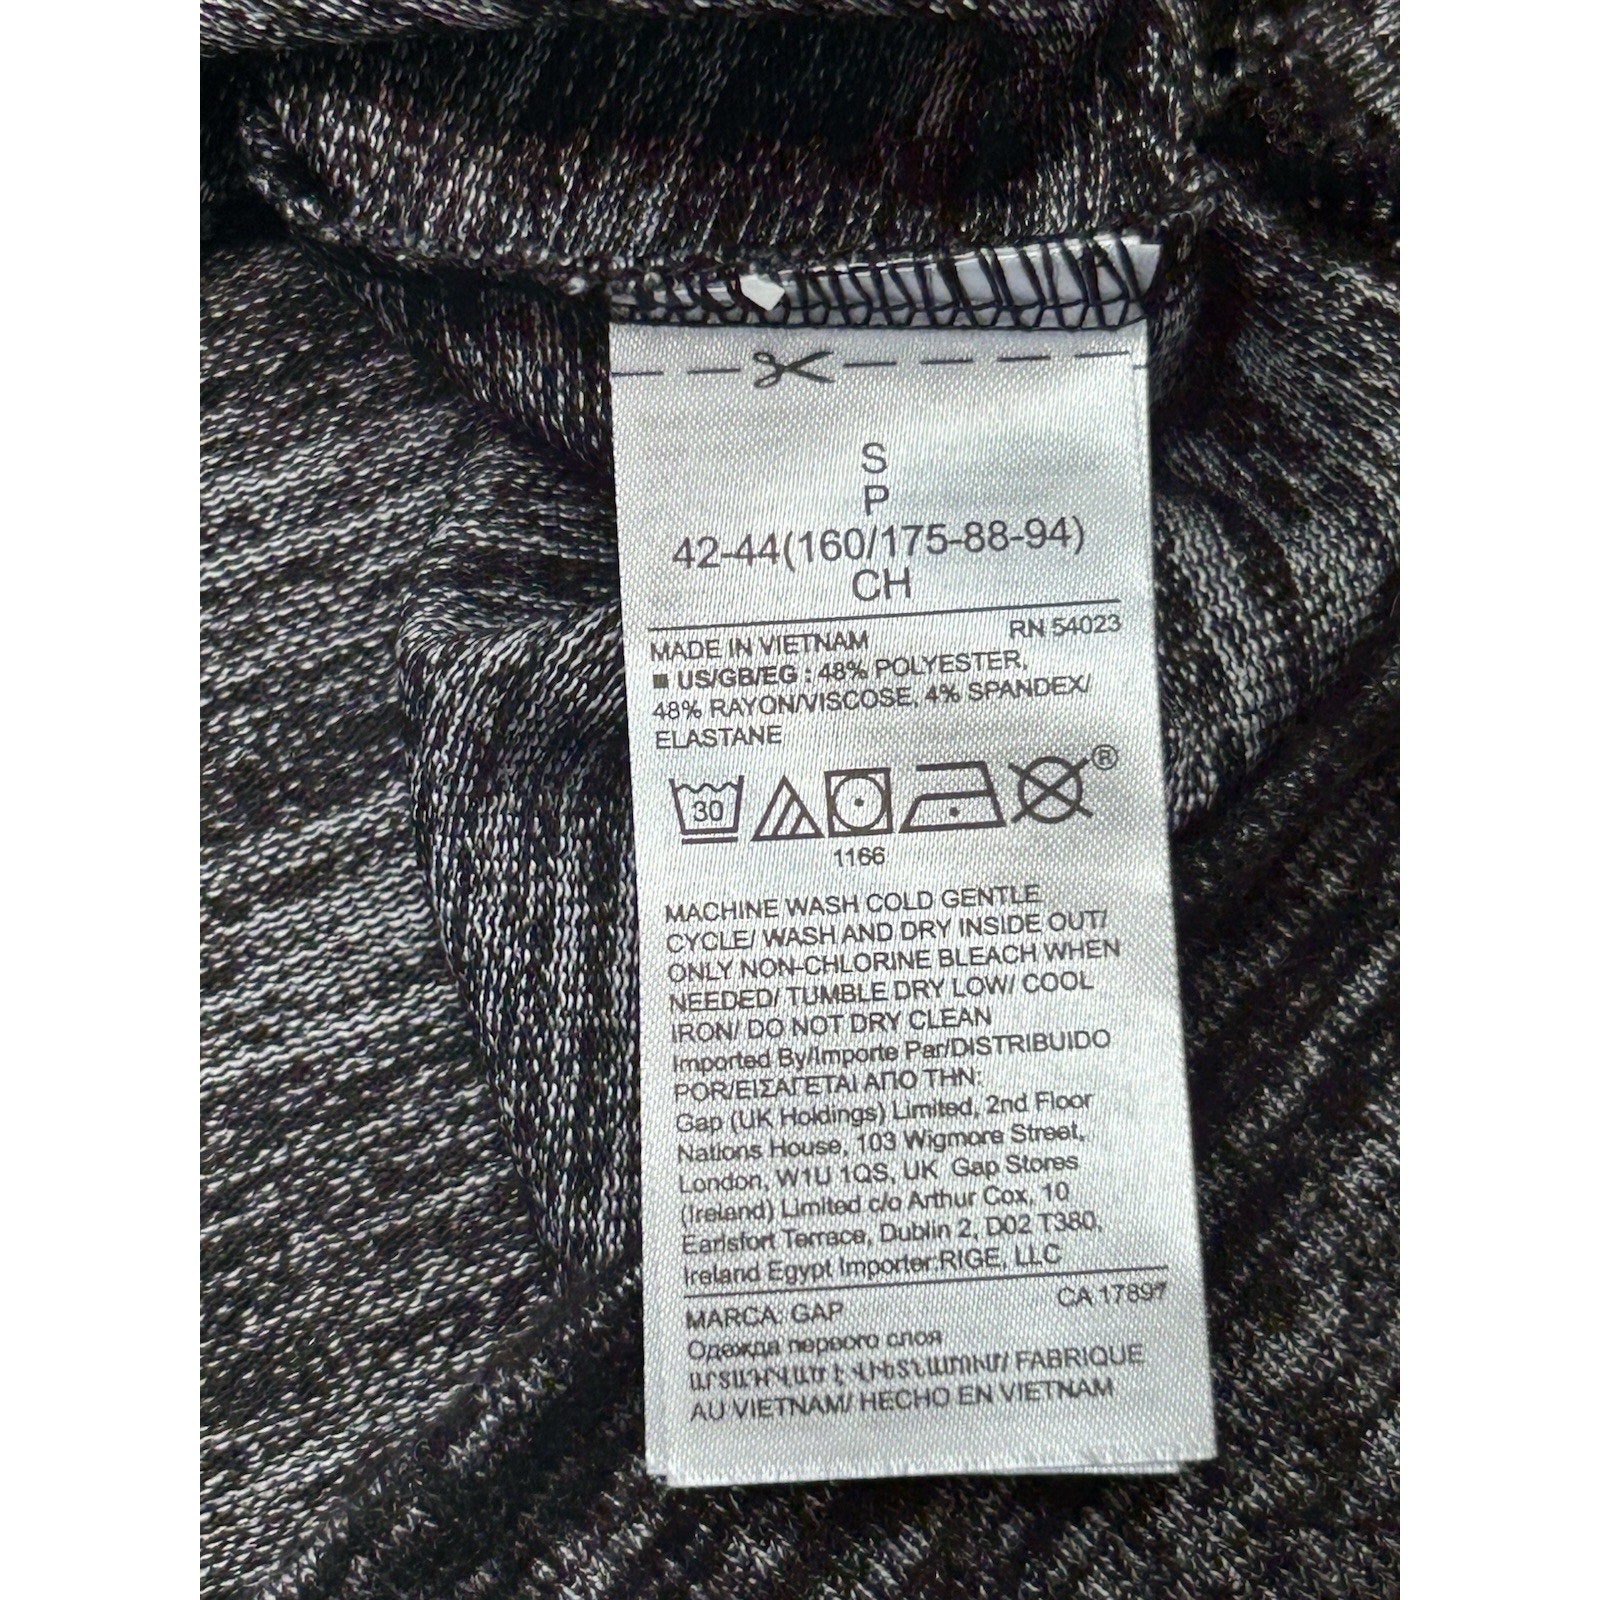 S
P
42-44(160/175-88-94)
CH
MADE IN VIETNAM RN 54023
■ US/GB/EG : 48% POLYESTER,
48% RAYON/VISCOSE, 4% SPANDEX/
ELASTANE
30 ®
1166
MACHINE WASH COLD GENTLE
CYCLE/ WASH AND DRY INSIDE OUT/
ONLY NON-CHLORINE BLEACH WHEN
NEEDED/ TUMBLE DRY LOW/ COOL
IRON/ DO NOT DRY CLEAN
Imported By/Importe Par/DISTRIBUIDO
POR/ΕΙΣΑΓΕΤΑΙ ΑΠΟ ΤΗΝ:
Gap (UK Holdings) Limited, 2nd Floor
Nations House, 103 Wigmore Street,
London, W1U 1QS, UK Gap Stores
(Ireland) Limited c/o Arthur Cox, 10
Earlsfort Terrace, Dublin 2, D02 T380,
Ireland Egypt Importer:RIGE, LLC
MARCA: GAP CA 17897
Одежда первого слоя
ԱՐՏԱԴՐՎԱԾ Է ՎԻԵՏՆԱՄՈՒՄ/ FABRIQUE
AU VIETNAM/ HECHO EN VIETNAM